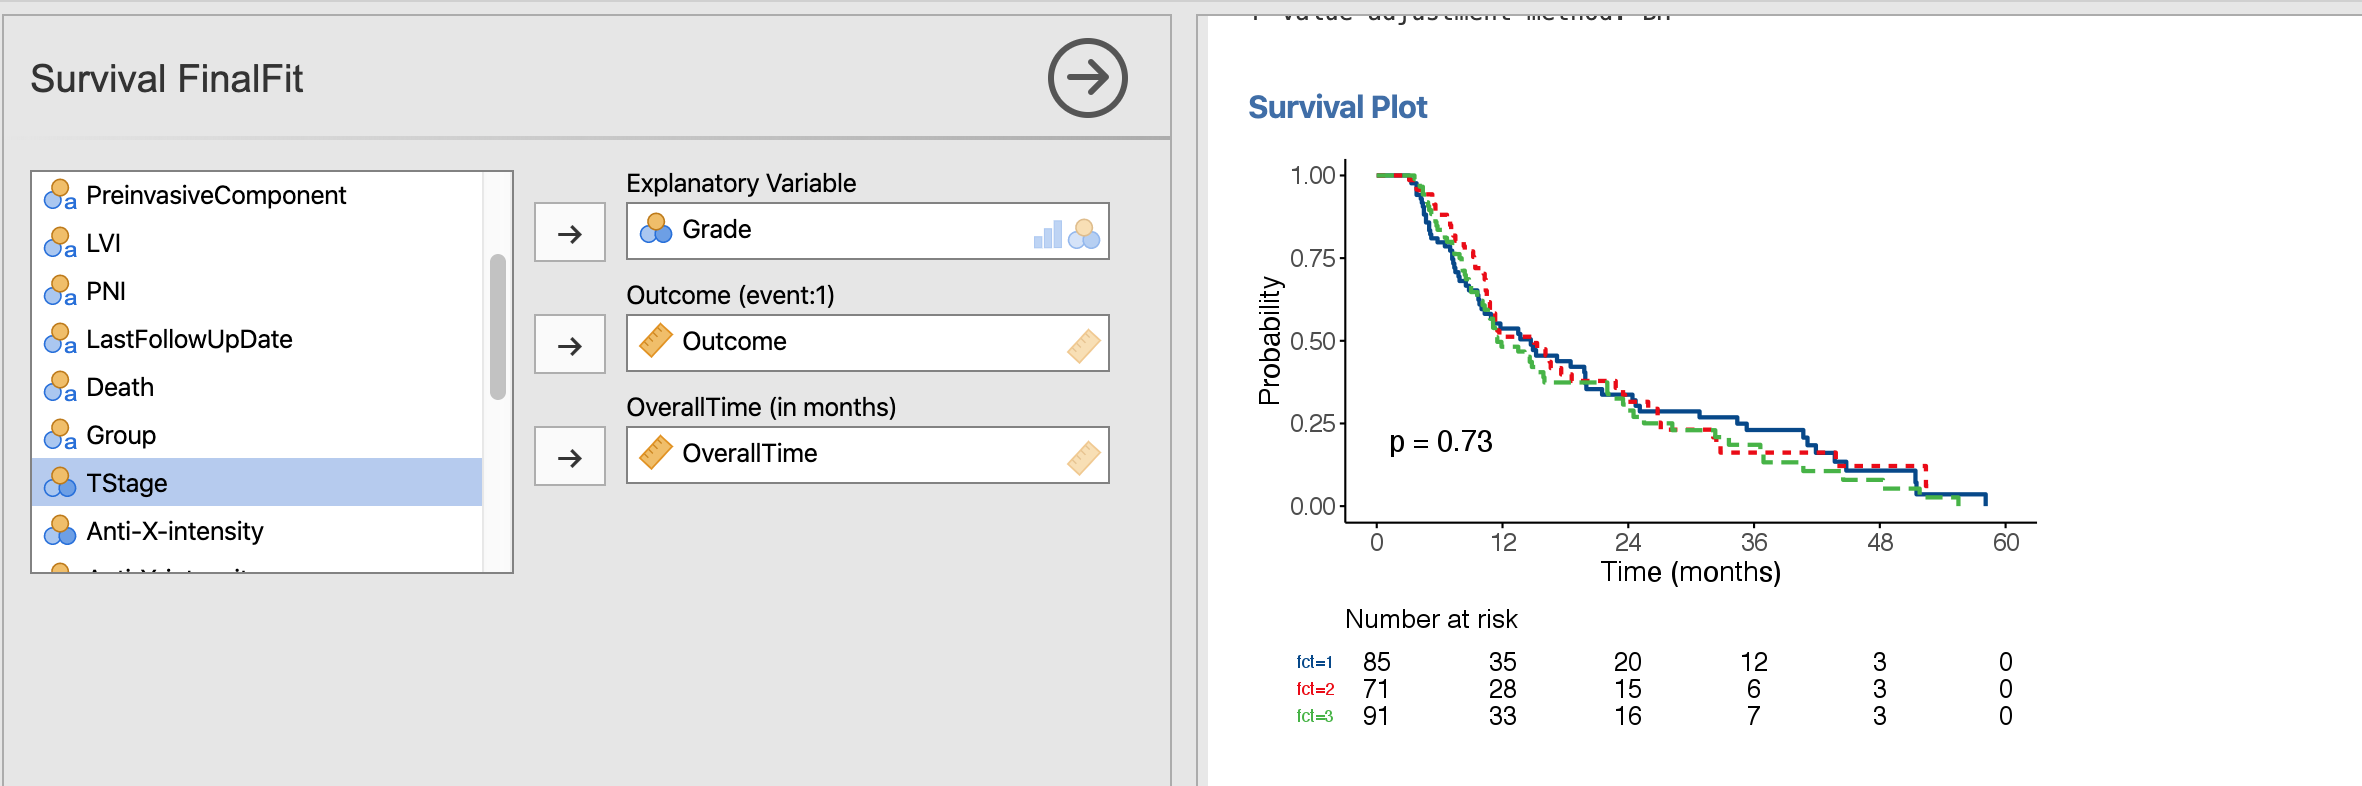 Survival FinalFit
PreinvasiveComponent
LVI
PNI
LastFollowUpDate
Death
Group
TStage
Anti-X-intensity
Explanatory Variable
Grade
Outcome (event:1)
Outcome
OverallTime (in months)
OverallTime
Survival Plot
Probability
1.00
0.75
0.50
0.25
0.00
p = 0.73
0 12 24 36 48 60
Time (months)
Number at risk
fct=1 85 35 20 12 3 0
fct=2 71 28 15 6 3 0
fct=3 91 33 16 7 3 0